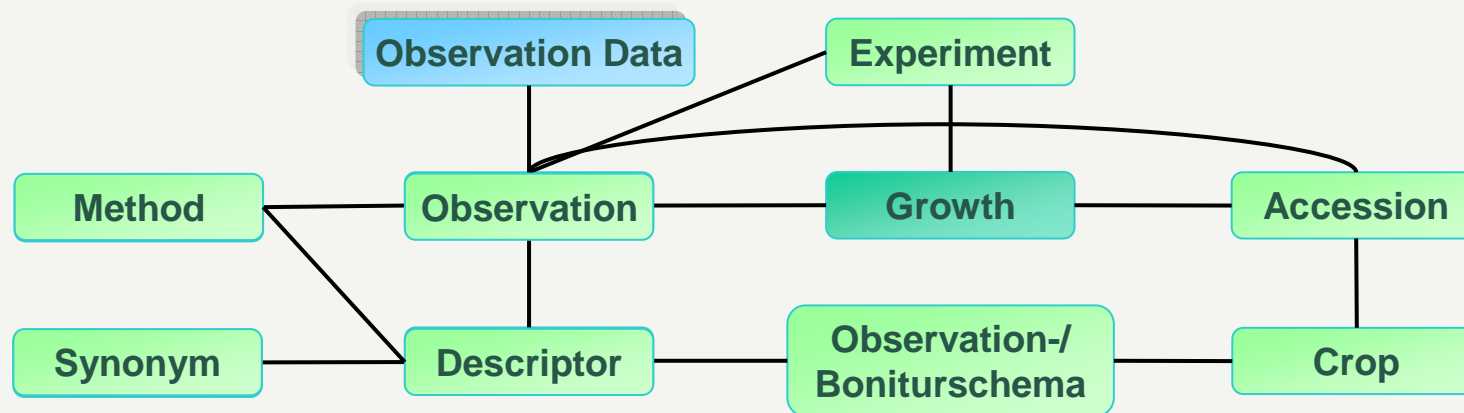 Observation Data
Experiment
Method
Observation
Growth
Accession
Synonym
Descriptor
Observation-/
Boniturschema
Crop